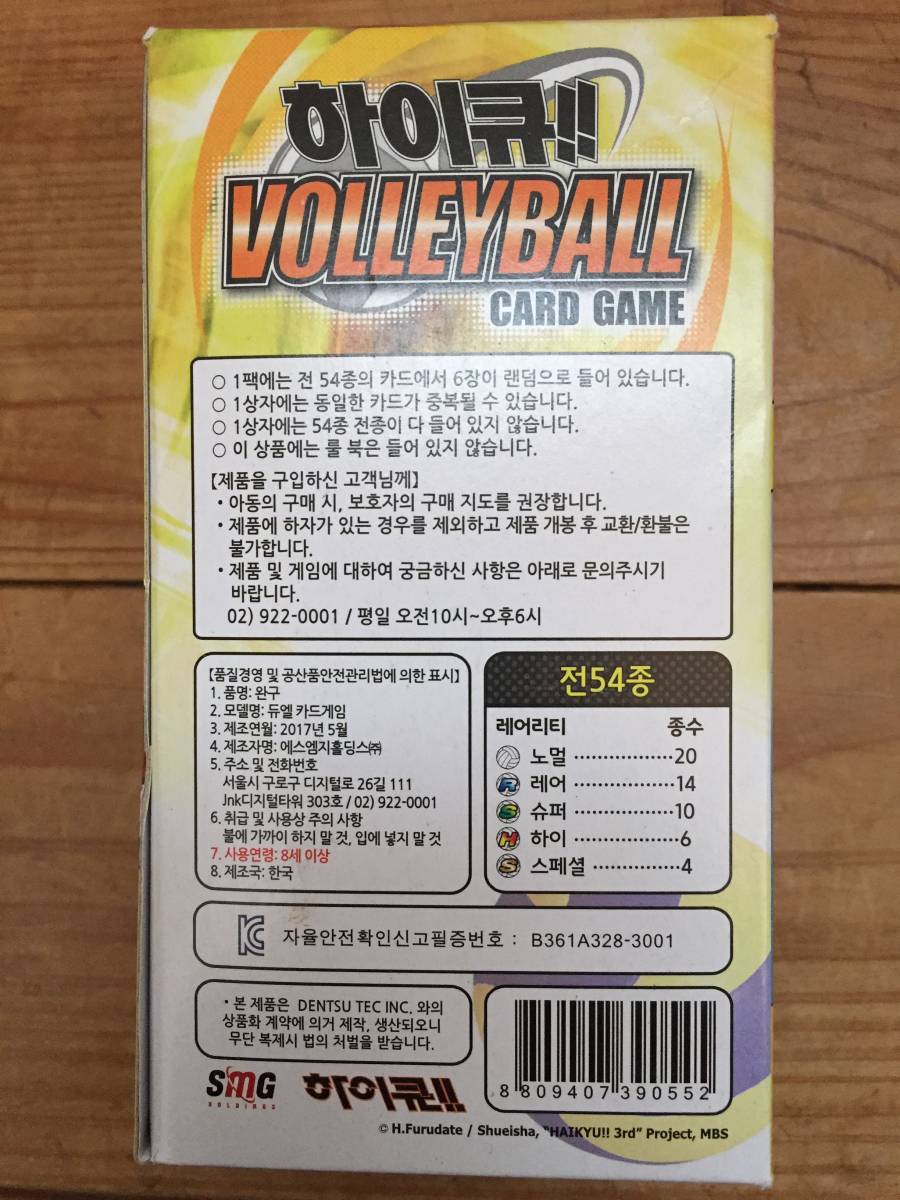 하이큐!!
VOLLEYBALL
CARD GAME
○ 1팩에는 전 54종의 카드에서 6장이 랜덤으로 들어 있습니다.
○ 1상자에는 동일한 카드가 중복될 수 있습니다.
○ 1상자에는 54종 전종이 다 들어 있지 않습니다.
○ 이 상품에는 룰 북은 들어 있지 않습니다.
【제품을 구입하신 고객님께】
・아동의 구매 시, 보호자의 구매 지도를 권장합니다.
・제품에 하자가 있는 경우를 제외하고 제품 개봉 후 교환/환불은
불가합니다.
・제품 및 게임에 대하여 궁금하신 사항은 아래로 문의주시기
바랍니다.
02) 922-0001 / 평일 오전10시~오후6시
【품질경영 및 공산품안전관리법에 의한 표시】
1. 품명: 완구
2. 모델명: 듀엘 카드게임
3. 제조연월: 2017년 5월
4. 제조자명: 에스엠지홀딩스㈜
5. 주소 및 전화번호
서울시 구로구 디지털로 26길 111
Jnk디지털타워 303호 / 02) 922-0001
6. 취급 및 사용상 주의 사항
불에 가까이 하지 말 것, 입에 넣지 말 것
7. 사용연령: 8세 이상
8. 제조국: 한국
전54종
레어리티 종수
노멀 ··················20
R 레어 ··················14
S 슈퍼 ··················10
H 하이 ····················6
S 스페셜 ················4
KC 자율안전확인신고필증번호 : B361A328-3001
・본 제품은 DENTSU TEC INC. 와의
상품화 계약에 의거 제작, 생산되오니
무단 복제시 법의 처벌을 받습니다.
8 809407 390552
SMG
HOLDINGS
하이큐!!
© H.Furudate / Shueisha, "HAIKYU!! 3rd" Project, MBS